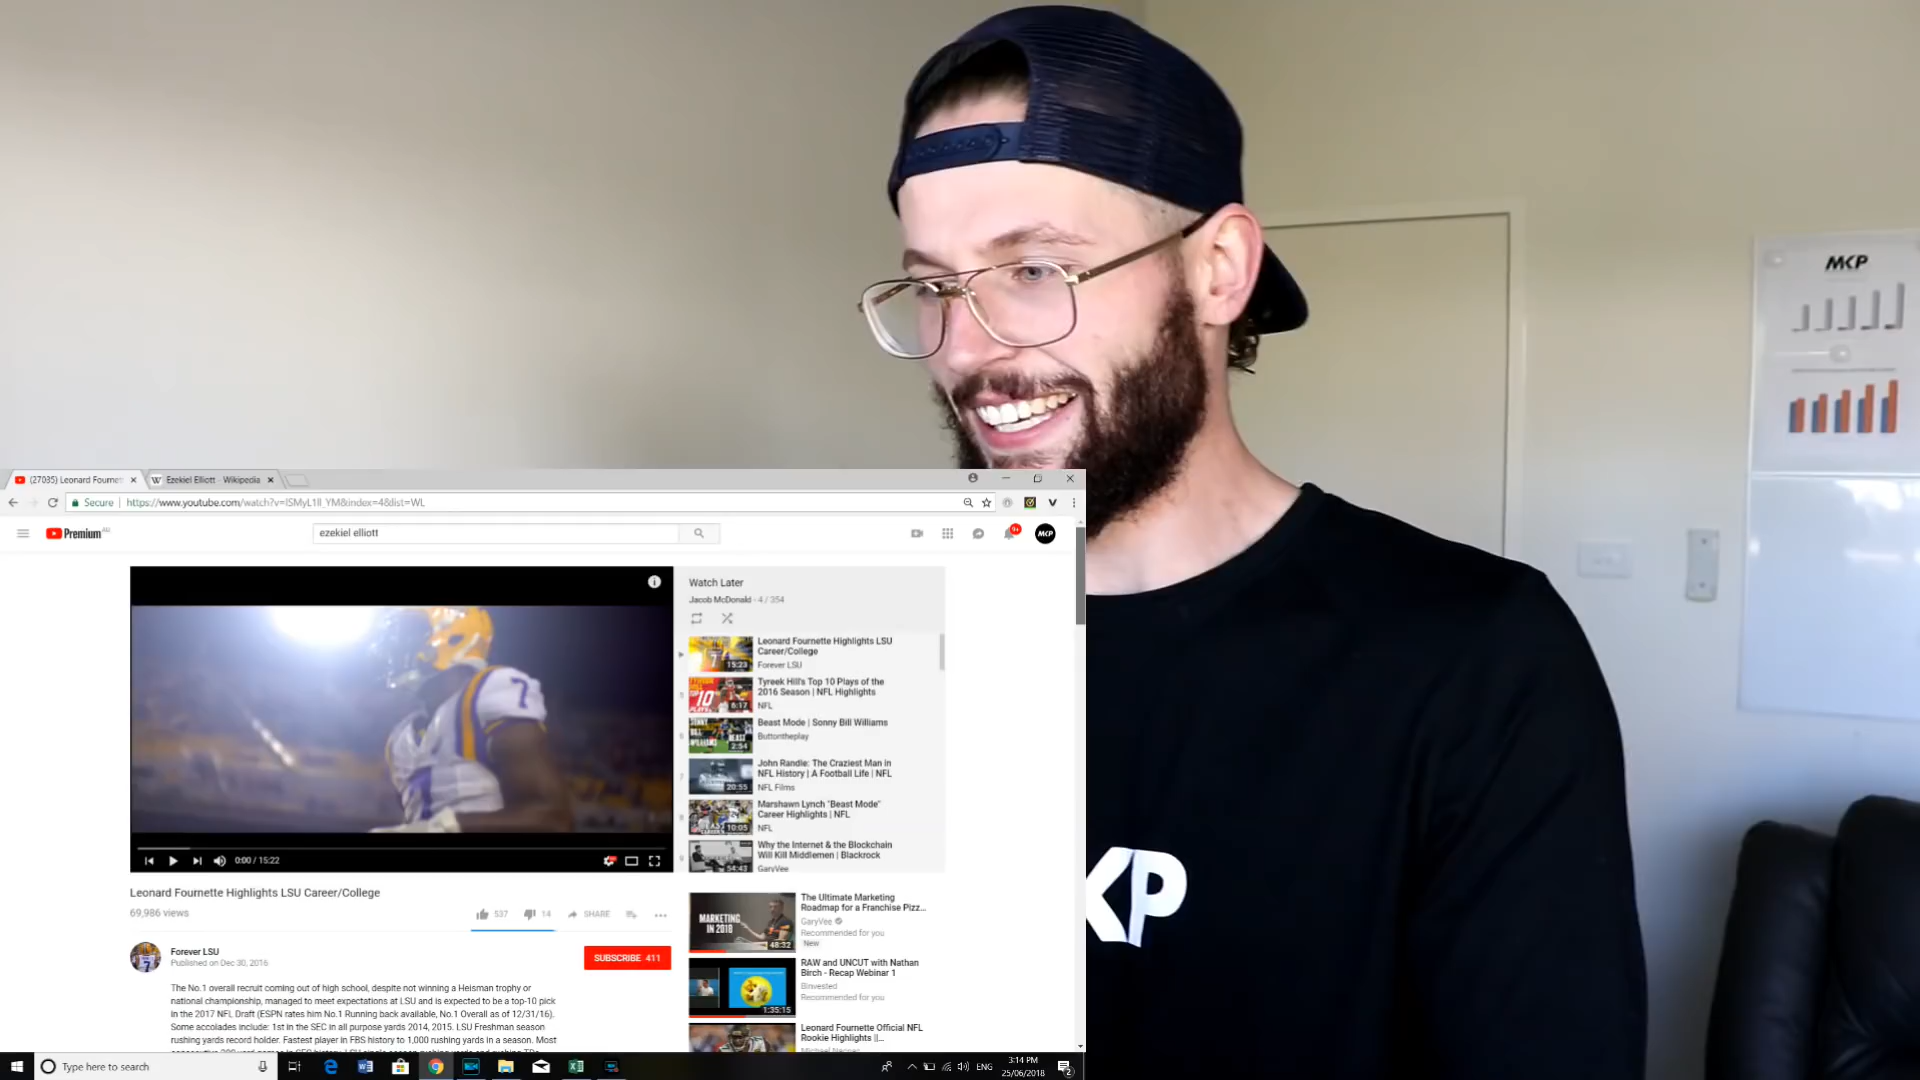 MKP
(27035) Leonard Fournet
Ezekiel Elliott - Wikipedia
Secure
https://www.youtube.com/watch?v=lSMyL1ll_YM&index=4&list=WL
Premium AU
ezekiel elliott
9+
MKP
Watch Later
Jacob McDonald - 4 / 354
Leonard Fournette Highlights LSU
Career/College
15:23
Forever LSU
5
Tyreek Hill's Top 10 Plays of the
2016 Season | NFL Highlights
6:17
NFL
6
Beast Mode | Sonny Bill Williams
Buttontheplay
2:54
7
John Randle: The Craziest Man in
NFL History | A Football Life | NFL
20:55
NFL Films
8
Marshawn Lynch "Beast Mode"
Career Highlights | NFL
10:05
NFL
9
Why the Internet & the Blockchain
Will Kill Middlemen | Blackrock
54:43
GaryVee
7
0:00 / 15:22
Leonard Fournette Highlights LSU Career/College
69,986 views
537
14
SHARE
Forever LSU
Published on Dec 30, 2016
SUBSCRIBE 411
The No.1 overall recruit coming out of high school, despite not winning a Heisman trophy or
national championship, managed to meet expectations at LSU and is expected to be a top-10 pick
in the 2017 NFL Draft (ESPN rates him No.1 Running back available, No.1 Overall as of 12/31/16).
Some accolades include: 1st in the SEC in all purpose yards 2014, 2015. LSU Freshman season
rushing yards record holder. Fastest player in FBS history to 1,000 rushing yards in a season. Most
MARKETING
IN 2018
48:32
The Ultimate Marketing
Roadmap for a Franchise Pizz...
GaryVee
Recommended for you
New
1:35:15
RAW and UNCUT with Nathan
Birch - Recap Webinar 1
Binvested
Recommended for you
Leonard Fournette Official NFL
Rookie Highlights ||...
KP
Type here to search
ENG
3:14 PM
25/06/2018
2